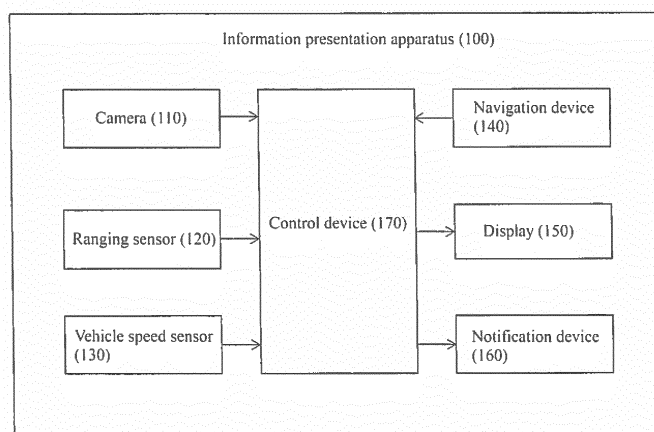 Information presentation apparatus (100)
Camera (110)
Ranging sensor (120)
Vehicle speed sensor
(130)
Control device (170)
Navigation device
(140)
Display (150)
Notification device
(160)